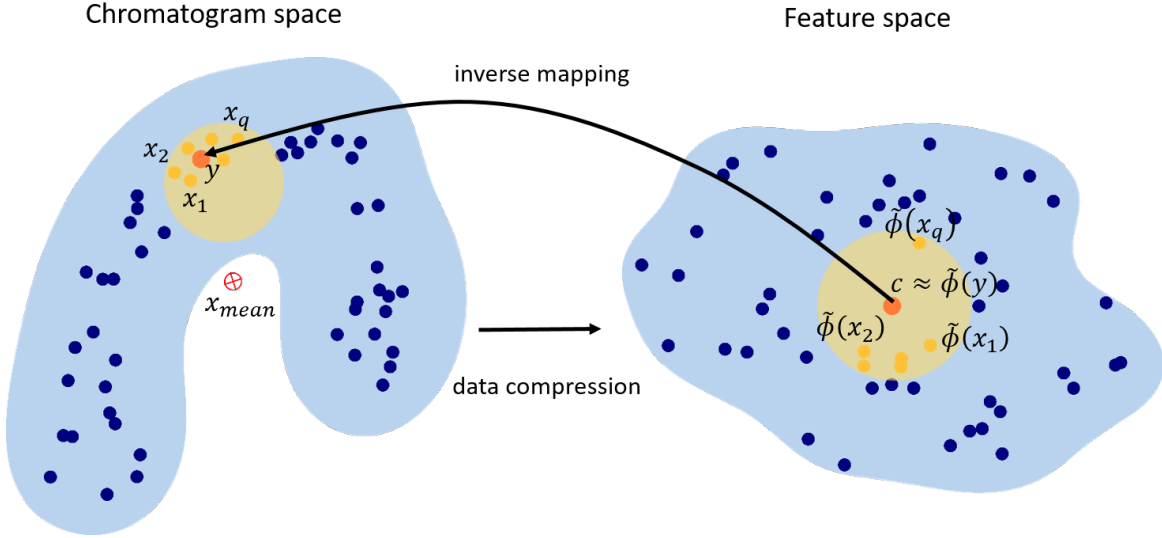 Chromatogram space
Feature space
inverse mapping
x_q
x_2
y
x_1
x_mean
data compression
ϕ̃(x_q)
c ≈ ϕ̃(y)
ϕ̃(x_2)
ϕ̃(x_1)